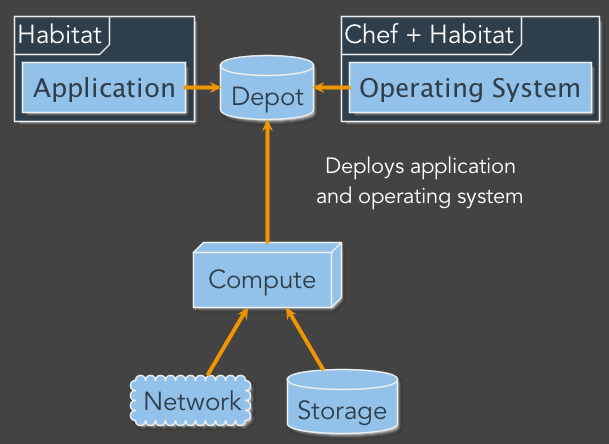 Habitat
Chef + Habitat
Application
Depot
Operating System
Deploys application
and operating system
Compute
Network
Storage